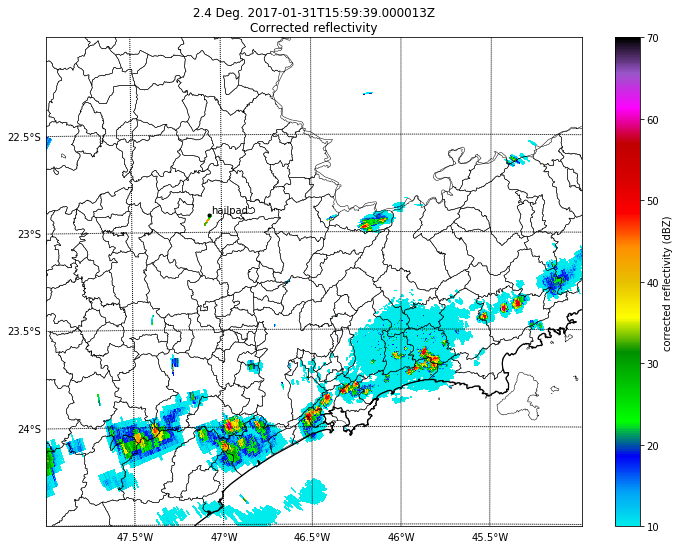 2.4 Deg. 2017-01-31T15:59:39.000013Z
Corrected reflectivity
22.5°S
23°S
23.5°S
24°S
47.5°W
47°W
46.5°W
46°W
45.5°W
hailpad
70
60
50
40
30
20
10
corrected reflectivity (dBZ)